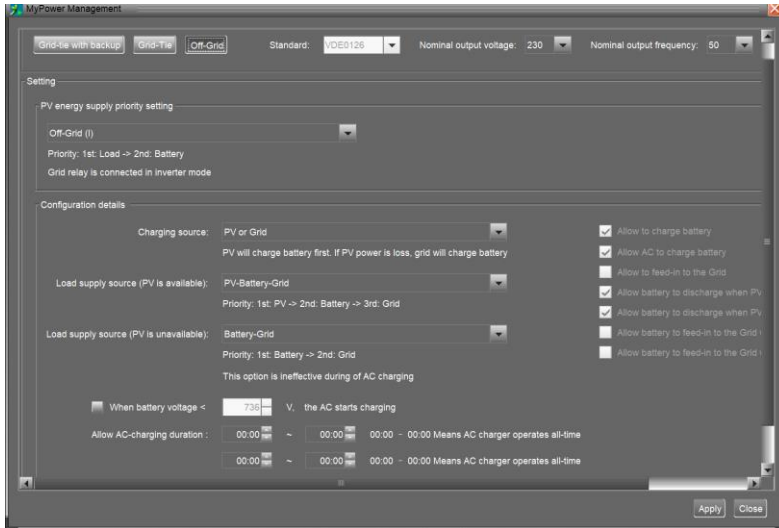 MyPower Management
Grid-tie with backup Grid-Tie Off-Grid Standard: VDE0126 Nominal output voltage: 230 Nominal output frequency: 50
Setting
PV energy supply priority setting
Off-Grid (I)
Priority: 1st: Load -> 2nd: Battery
Grid relay is connected in inverter mode
Configuration details
Charging source: PV or Grid
PV will charge battery first. If PV power is loss, grid will charge battery
Load supply source (PV is available): PV-Battery-Grid
Priority: 1st: PV -> 2nd: Battery -> 3rd: Grid
Load supply source (PV is unavailable): Battery-Grid
Priority: 1st: Battery -> 2nd: Grid
This option is ineffective during of AC charging
When battery voltage < 736 V, the AC starts charging
Allow AC-charging duration : 00:00 ~ 00:00 00:00 - 00:00 Means AC charger operates all-time
00:00 ~ 00:00 00:00 - 00:00 Means AC charger operates all-time
Allow to charge battery
Allow AC to charge battery
Allow to feed-in to the Grid
Allow battery to discharge when PV
Allow battery to discharge when PV
Allow battery to feed-in to the Grid
Allow battery to feed-in to the Grid
Apply Close